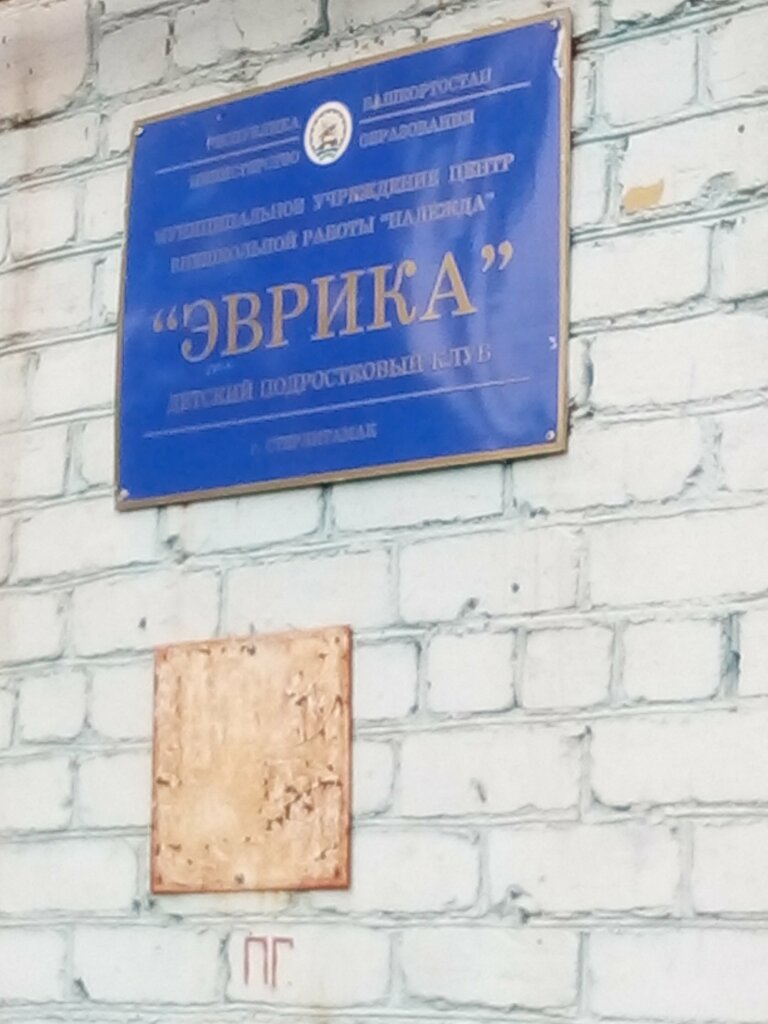 РЕСПУБЛИКА БАШКОРТОСТАН
МИНИСТЕРСТВО ОБРАЗОВАНИЯ
МУНИЦИПАЛЬНОЕ УЧРЕЖДЕНИЕ ЦЕНТР
ВНЕШКОЛЬНОЙ РАБОТЫ "НАДЕЖДА"
“ЭВРИКА”
ДЕТСКИЙ ПОДРОСТКОВЫЙ КЛУБ
г. СТЕРЛИТАМАК
ПГ